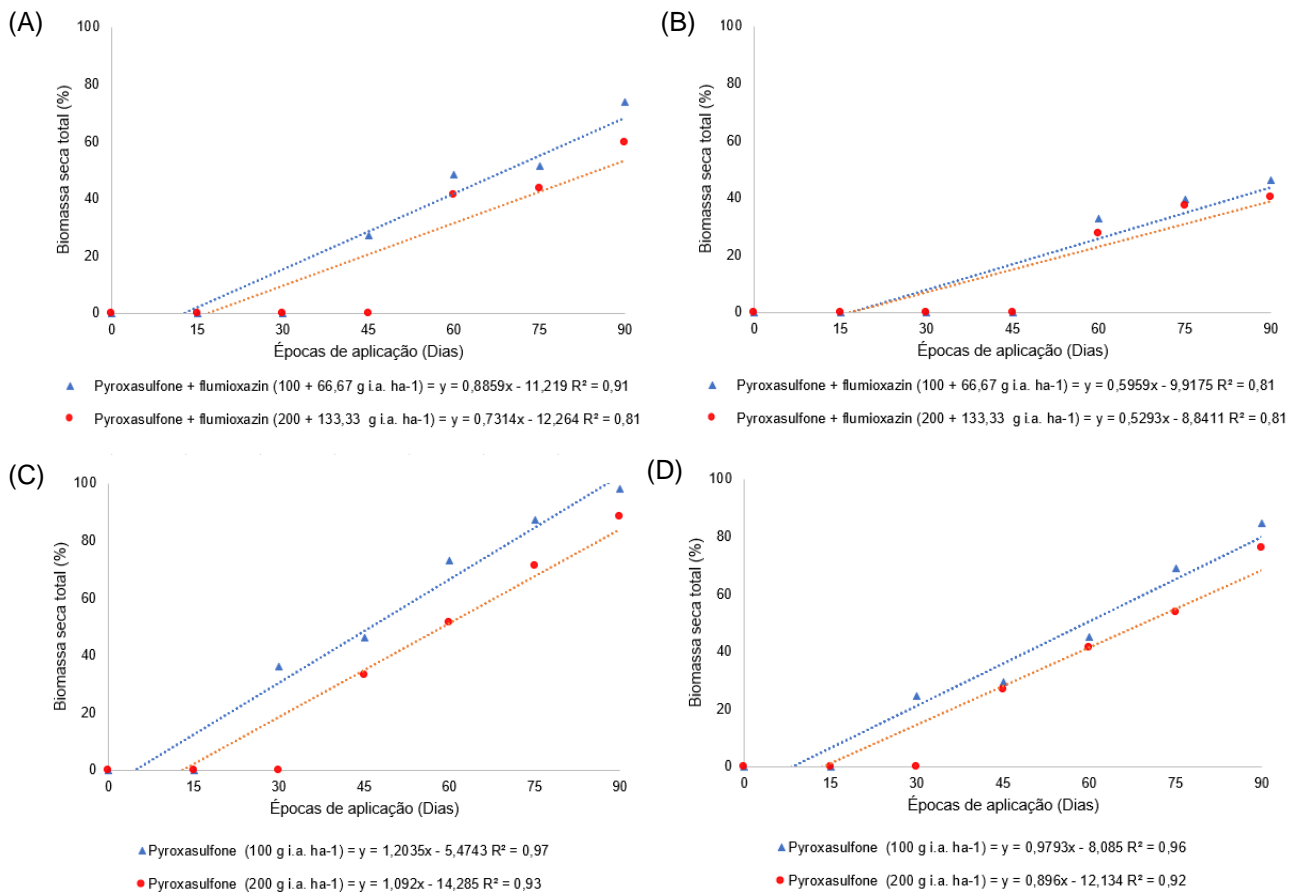 (A)
Biomassa seca total (%)
100
80
60
40
20
0
0 15 30 45 60 75 90
Épocas de aplicação (Dias)
Pyroxasulfone + flumioxazin (100 + 66,67 g i.a. ha-1) = y = 0,8859x - 11,219 R² = 0,91
Pyroxasulfone + flumioxazin (200 + 133,33 g i.a. ha-1) = y = 0,7314x - 12,264 R² = 0,81
(B)
Biomassa seca total (%)
100
80
60
40
20
0
0 15 30 45 60 75 90
Épocas de aplicação (Dias)
Pyroxasulfone + flumioxazin (100 + 66,67 g i.a. ha-1) = y = 0,5959x - 9,9175 R² = 0,81
Pyroxasulfone + flumioxazin (200 + 133,33 g i.a. ha-1) = y = 0,5293x - 8,8411 R² = 0,81
(C)
Biomassa seca total (%)
100
80
60
40
20
0
0 15 30 45 60 75 90
Épocas de aplicação (Dias)
Pyroxasulfone (100 g i.a. ha-1) = y = 1,2035x - 5,4743 R² = 0,97
Pyroxasulfone (200 g i.a. ha-1) = y = 1,092x - 14,285 R² = 0,93
(D)
Biomassa seca total (%)
100
80
60
40
20
0
0 15 30 45 60 75 90
Épocas de aplicação (Dias)
Pyroxasulfone (100 g i.a. ha-1) = y = 0,9793x - 8,085 R² = 0,96
Pyroxasulfone (200 g i.a. ha-1) = y = 0,896x - 12,134 R² = 0,92